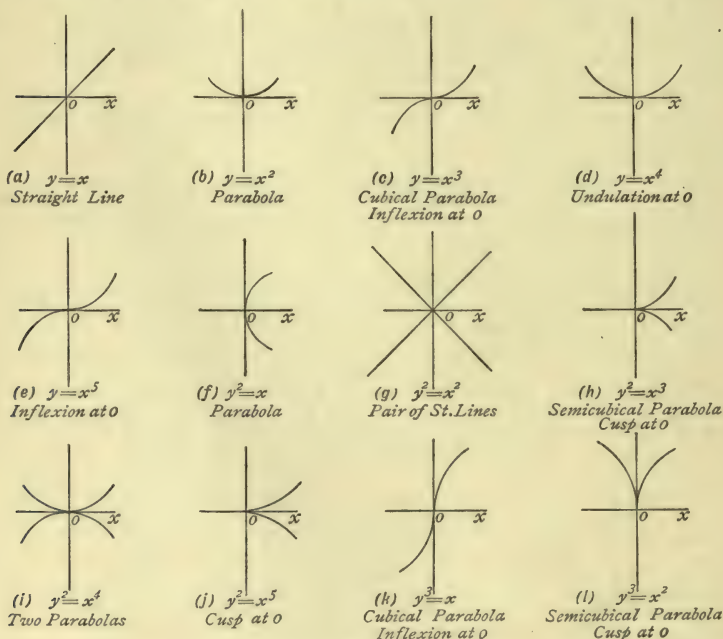 o x
o x
o x
o x
(a) y=x
Straight Line
(b) y=x²
Parabola
(c) y=x³
Cubical Parabola
Inflexion at o
(d) y=x⁴
Undulation at o
o x
o x
o x
o x
(e) y=x⁵
Inflexion at o
(f) y²=x
Parabola
(g) y²=x²
Pair of St. Lines
(h) y²=x³
Semicubical Parabola
Cusp at o
o x
o x
o x
o x
(i) y²=x⁴
Two Parabolas
(j) y²=x⁵
Cusp at o
(k) y³=x
Cubical Parabola
Inflexion at o
(l) y³=x²
Semicubical Parabola
Cusp at o